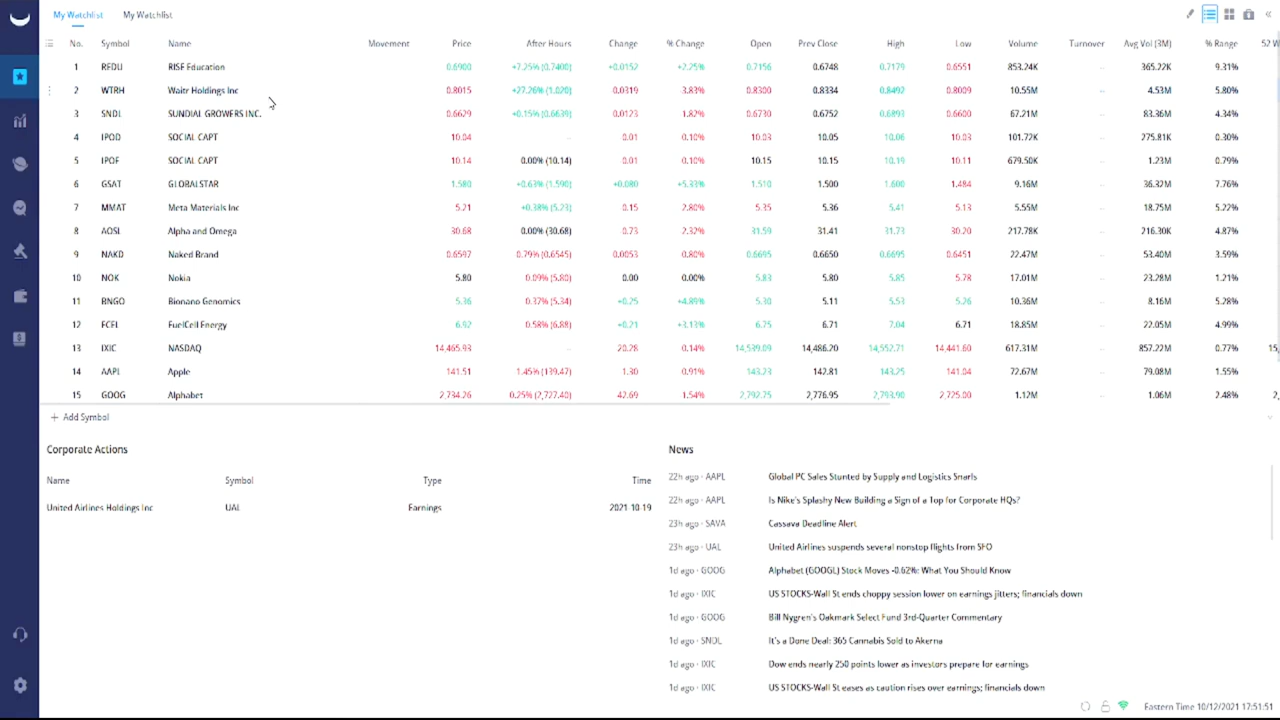 My Watchlist My Watchlist
No. Symbol Name Movement Price After Hours Change % Change Open Prev Close High Low Volume Turnover Avg Vol (3M) % Range 52 W
1 REDU RISE Education 0.6900 +7.25% (0.7400) +0.0152 +2.25% 0.7156 0.6748 0.7179 0.6551 853.24K -- 365.22K 9.31%
2 WTRH Waitr Holdings Inc 0.8015 +27.26% (1.020) -0.0319 -3.83% 0.8300 0.8334 0.8492 0.8009 10.55M -- 4.53M 5.80%
3 SNDL SUNDIAL GROWERS INC. 0.6629 +0.15% (0.6639) 0.0123 1.82% 0.6730 0.6752 0.6893 0.6600 67.21M -- 83.36M 4.34%
4 IPOD SOCIAL CAPT 10.04 -- 0.01 0.10% 10.03 10.05 10.06 10.03 101.72K -- 275.81K 0.30%
5 IPOF SOCIAL CAPT 10.14 0.00% (10.14) 0.01 0.10% 10.15 10.15 10.19 10.11 679.50K -- 1.23M 0.79%
6 GSAT GLOBALSTAR 1.580 +0.63% (1.590) +0.080 +5.33% 1.510 1.500 1.600 1.484 9.16M -- 36.32M 7.76%
7 MMAT Meta Materials Inc 5.21 +0.38% (5.23) 0.15 2.80% 5.35 5.36 5.41 5.13 5.55M -- 18.75M 5.22%
8 AOSL Alpha and Omega 30.68 0.00% (30.68) 0.73 2.32% 31.59 31.41 31.73 30.20 217.78K -- 216.30K 4.87%
9 NAKD Naked Brand 0.6597 0.79% (0.6545) 0.0053 0.80% 0.6695 0.6650 0.6695 0.6451 22.47M -- 53.40M 3.59%
10 NOK Nokia 5.80 0.09% (5.80) 0.00 0.00% 5.83 5.80 5.85 5.78 17.01M -- 23.28M 1.21%
11 BNGO Bionano Genomics 5.36 0.37% (5.34) +0.25 +4.89% 5.30 5.11 5.53 5.26 10.36M -- 8.16M 5.28%
12 FCEL FuelCell Energy 6.92 0.58% (6.88) +0.21 +3.13% 6.75 6.71 7.04 6.71 18.85M -- 22.05M 4.99%
13 IXIC NASDAQ 14,465.93 -- 20.28 0.14% 14,539.09 14,486.20 14,552.71 14,441.60 617.31M -- 857.22M 0.77% 15,
14 AAPL Apple 141.51 1.45% (139.47) 1.30 0.91% 143.23 142.81 143.25 141.04 72.67M -- 79.08M 1.55%
15 GOOG Alphabet 2,734.26 0.25% (2,727.40) 42.69 1.54% 2,792.75 2,776.95 2,793.90 2,725.00 1.12M -- 1.06M 2.48% 2,
+ Add Symbol
Corporate Actions
Name Symbol Type Time
United Airlines Holdings Inc UAL Earnings 2021-10-19
News
22h ago · AAPL Global PC Sales Stunted by Supply and Logistics Snarls
22h ago · AAPL Is Nike's Splashy New Building a Sign of a Top for Corporate HQs?
23h ago · SAVA Cassava Deadline Alert
23h ago · UAL United Airlines suspends several nonstop flights from SFO
1d ago · GOOG Alphabet (GOOGL) Stock Moves -0.62%: What You Should Know
1d ago · IXIC US STOCKS-Wall St ends choppy session lower on earnings jitters; financials down
1d ago · GOOG Bill Nygren's Oakmark Select Fund 3rd-Quarter Commentary
1d ago · SNDL It's a Done Deal: 365 Cannabis Sold to Akerna
1d ago · IXIC Dow ends nearly 250 points lower as investors prepare for earnings
1d ago · IXIC US STOCKS-Wall St eases as caution rises over earnings; financials down
Eastern Time 10/12/2021 17:51:51